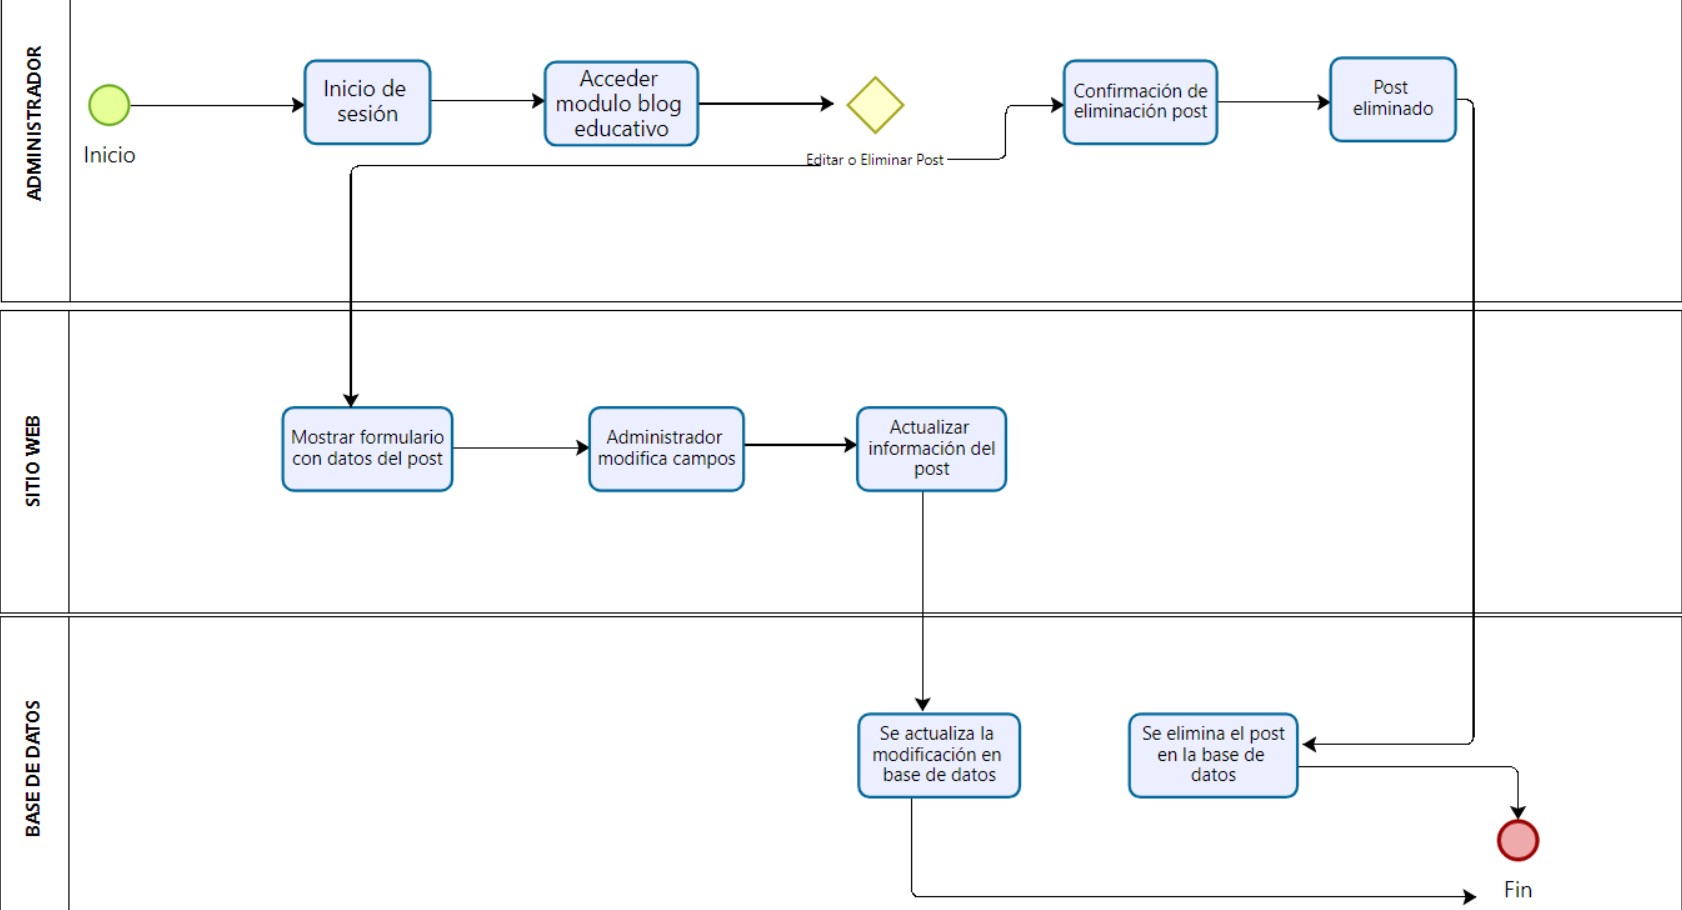 ADMINISTRADOR
Inicio
Inicio de
sesión
Acceder
modulo blog
educativo
Editar o Eliminar Post
Confirmación de
eliminación post
Post
eliminado
SITIO WEB
Mostrar formulario
con datos del post
Administrador
modifica campos
Actualizar
información del
post
BASE DE DATOS
Se actualiza la
modificación en
base de datos
Se elimina el post
en la base de
datos
Fin